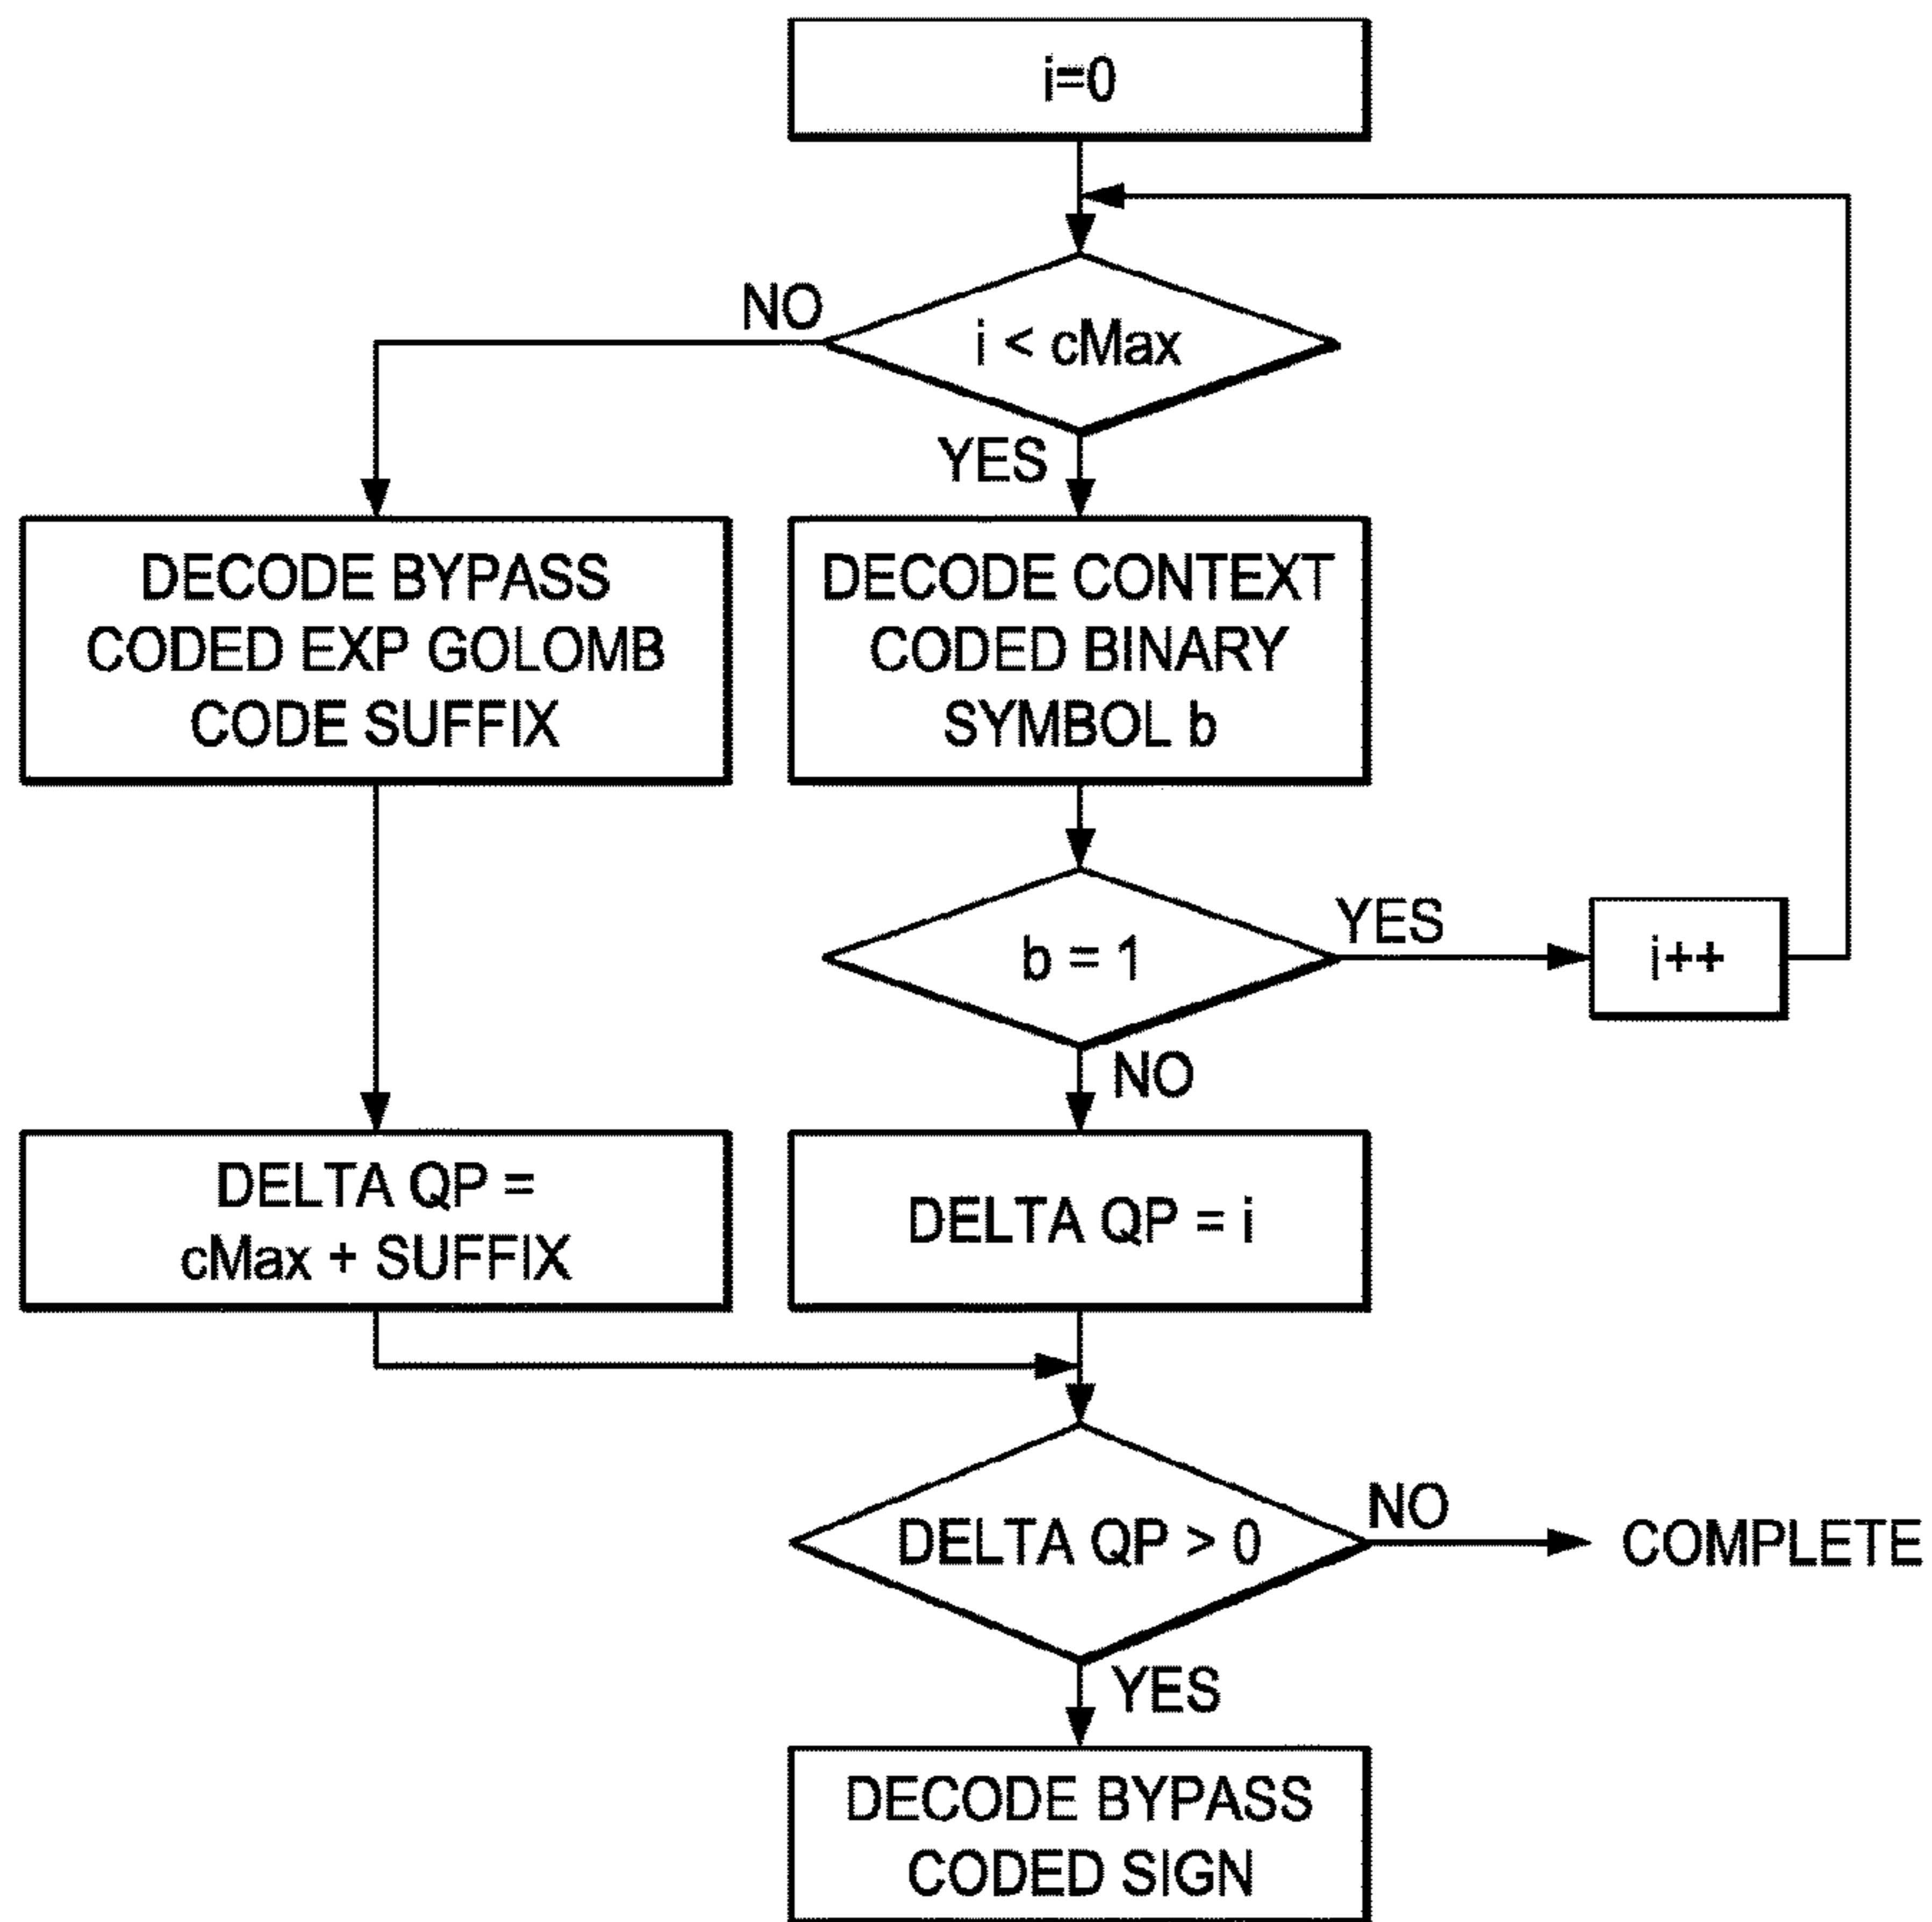 i=0
NO
i < cMax
YES
DECODE BYPASS
CODED EXP GOLOMB
CODE SUFFIX
DECODE CONTEXT
CODED BINARY
SYMBOL b
b = 1
YES
i++
NO
DELTA QP =
cMax + SUFFIX
DELTA QP = i
DELTA QP > 0
NO
COMPLETE
YES
DECODE BYPASS
CODED SIGN